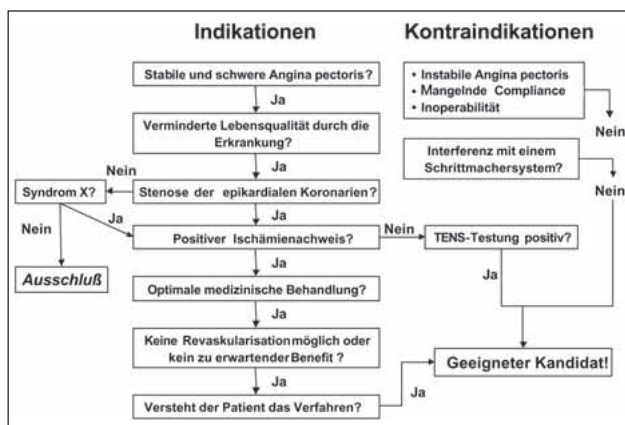 Indikationen
Kontraindikationen
Stabile und schwere Angina pectoris?
Ja
Verminderte Lebensqualität durch die
Erkrankung?
Ja
Nein
Syndrom X?
Stenose der epikardialen Koronarien?
Nein
Ja
Ja
Positiver Ischämienachweis?
Nein
Ausschluß
Ja
Optimale medizinische Behandlung?
Ja
Keine Revaskularisation möglich oder
kein zu erwartender Benefit ?
Ja
Versteht der Patient das Verfahren?
Ja
• Instabile Angina pectoris
• Mangelnde Compliance
• Inoperabilität
Nein
Interferenz mit einem
Schrittmachersystem?
Nein
TENS-Testung positiv?
Ja
Geeigneter Kandidat!